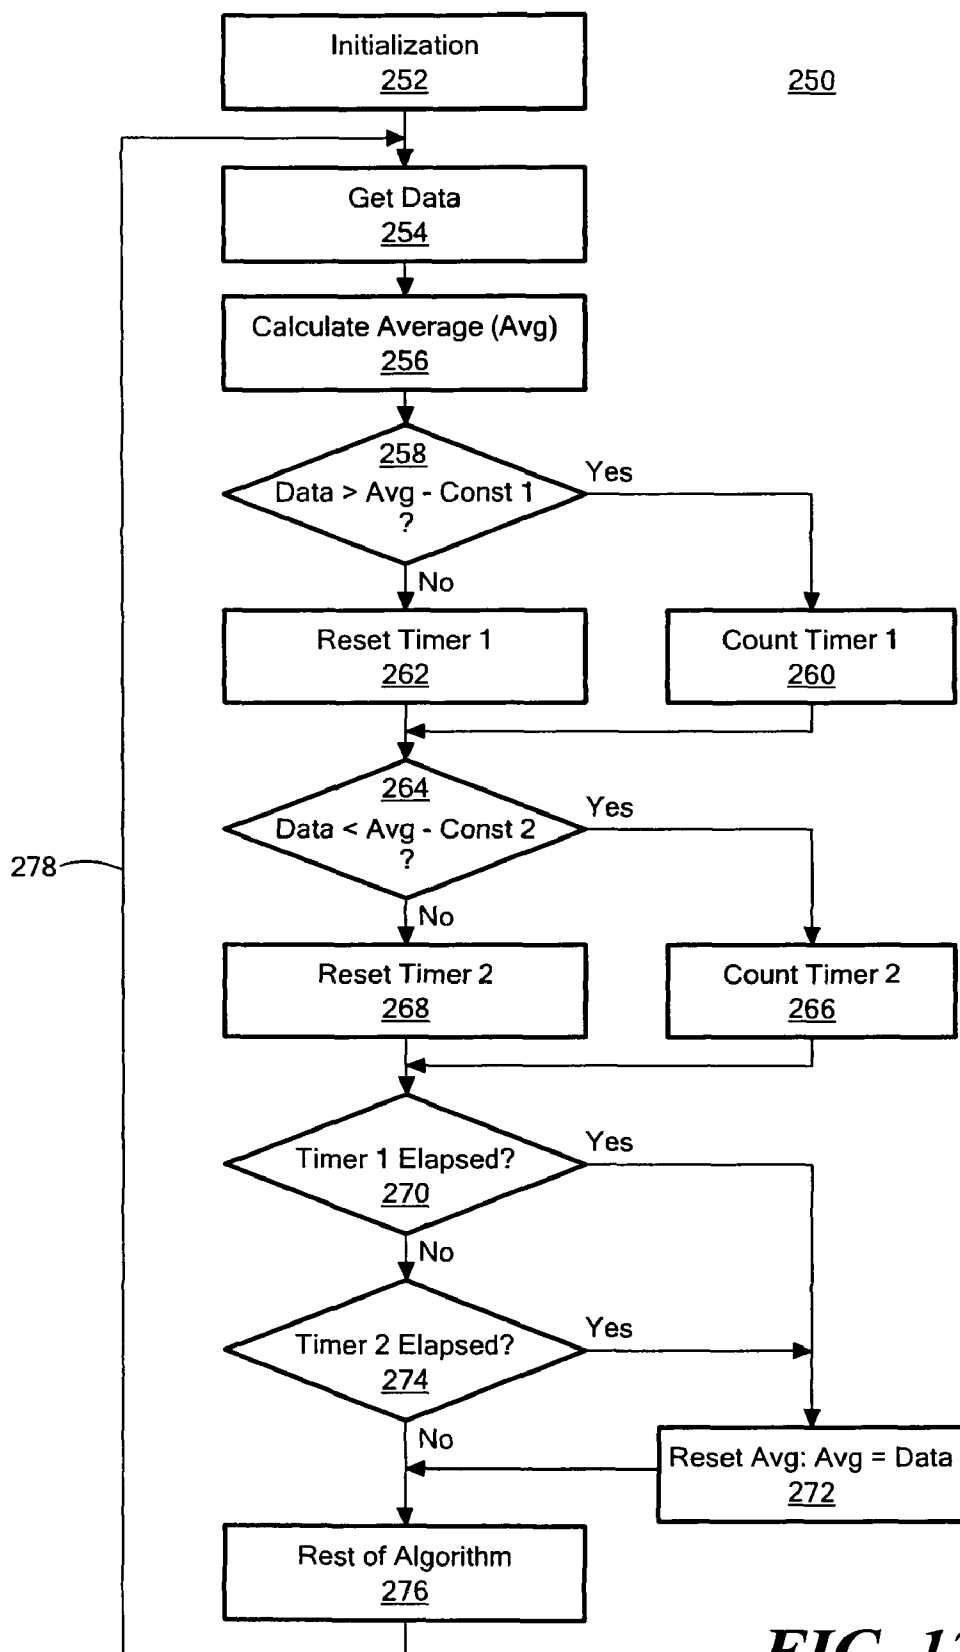 Initialization
252
250
Get Data
254
Calculate Average (Avg)
256
258
Data > Avg - Const 1
?
Yes
No
Reset Timer 1
262
Count Timer 1
260
264
Data < Avg - Const 2
?
Yes
278
No
Reset Timer 2
268
Count Timer 2
266
Timer 1 Elapsed?
270
Yes
No
Timer 2 Elapsed?
274
Yes
No
Reset Avg: Avg = Data
272
Rest of Algorithm
276
FIG.